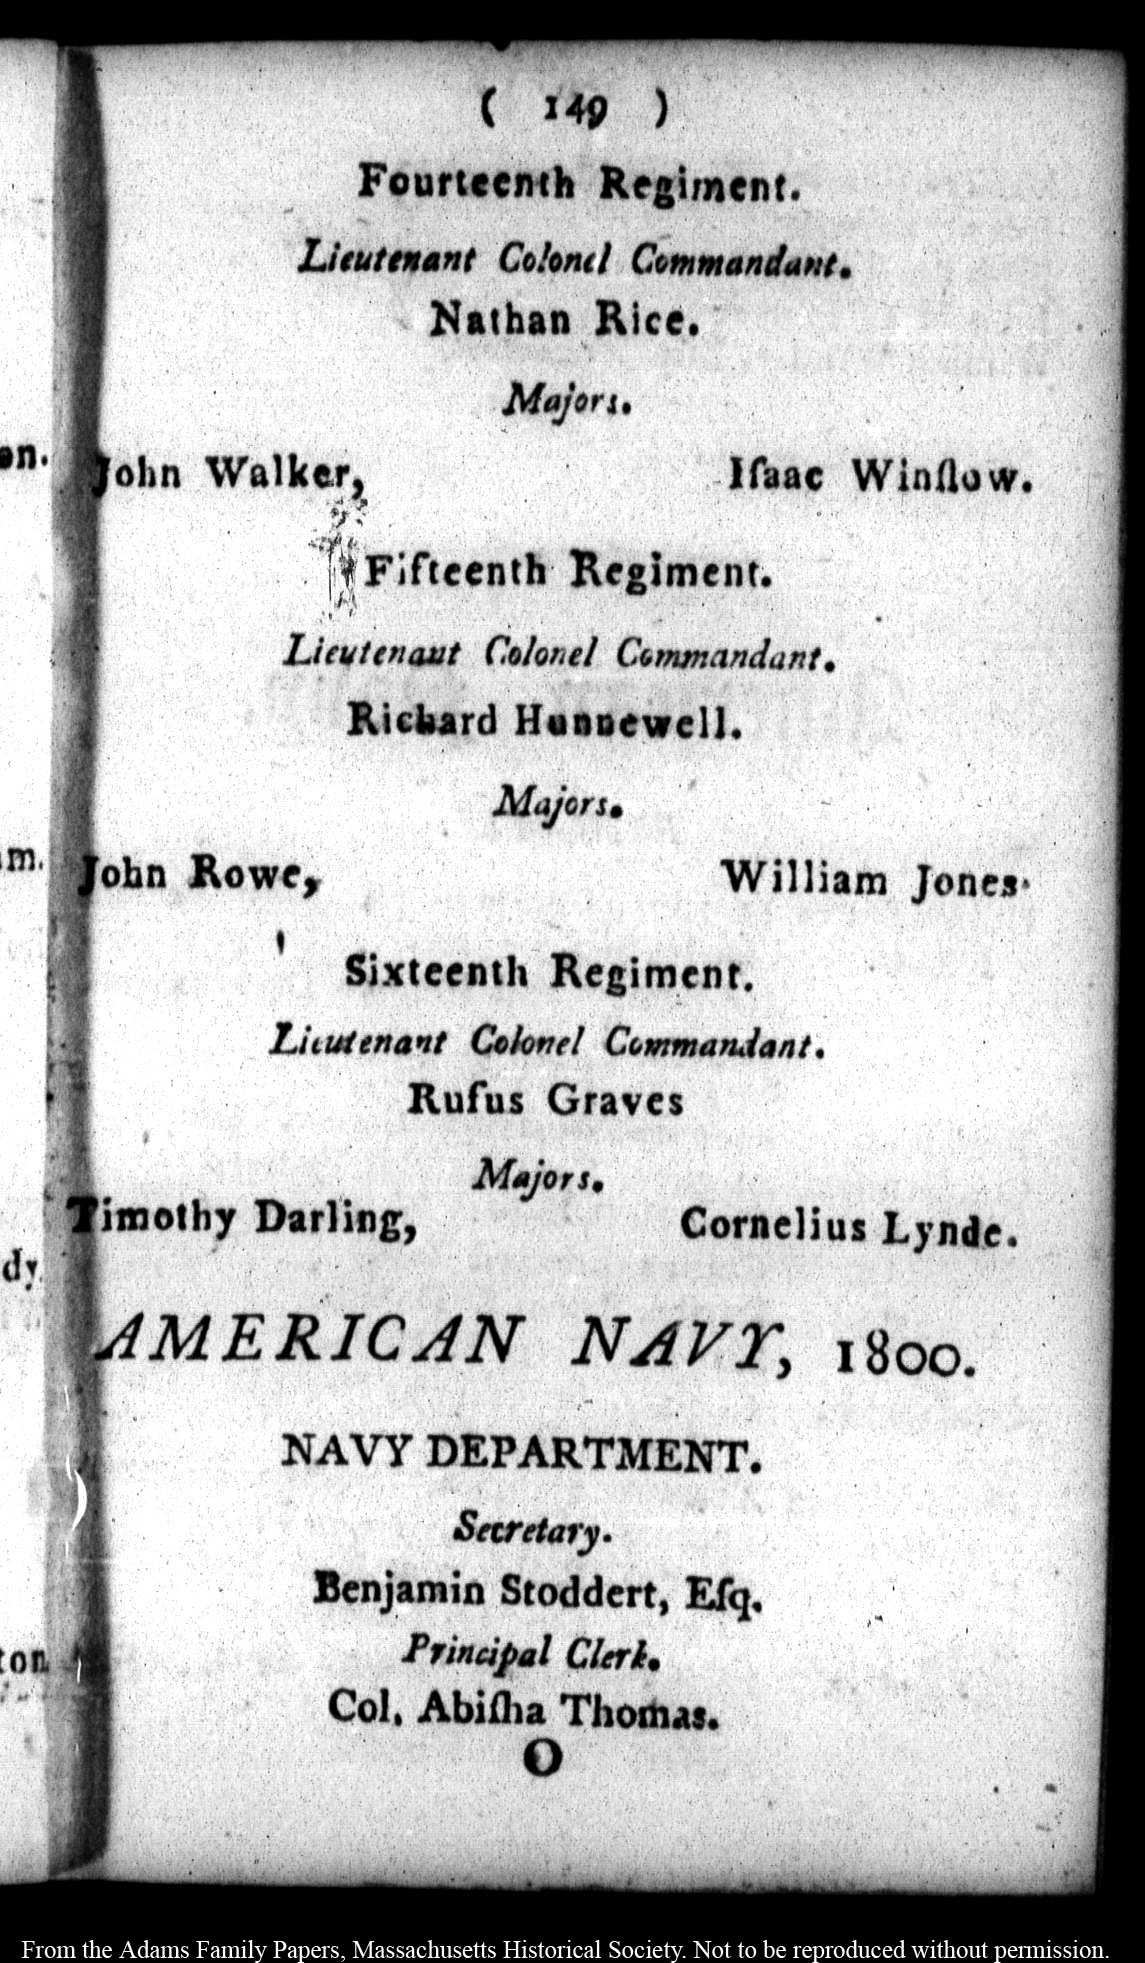 ( 149 )
Fourteenth Regiment.
Lieutenant Colonel Commandant.
Nathan Rice.
Majors.
John Walker, Iſaac Winſlow.
Fifteenth Regiment.
Lieutenant Colonel Commandant.
Richard Hunnewell.
Majors.
John Rowe, William Jones.
Sixteenth Regiment.
Lieutenant Colonel Commandant.
Rufus Graves
Majors.
Timothy Darling, Cornelius Lynde.
AMERICAN NAVY, 1800.
NAVY DEPARTMENT.
Secretary.
Benjamin Stoddert, Eſq.
Principal Clerk.
Col. Abiſha Thomas.
O
From the Adams Family Papers, Massachusetts Historical Society. Not to be reproduced without permission.